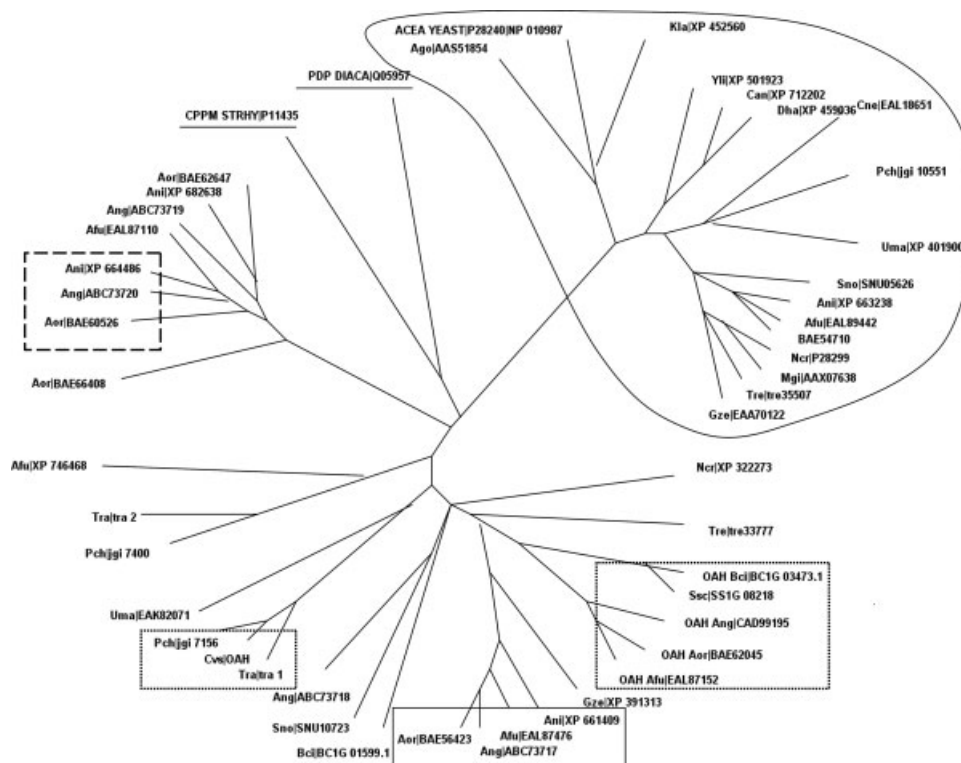 ACEA YEAST|P28240|NP 010987
Kla|XP 452560
Ago|AAS51854
PDP DIACA|Q05957
Yli|XP 501923
Can|XP 712202
Dha|XP 459036
Cne|EAL18651
CPPM STRHY|P11435
Pch|jgi 10551
Aor|BAE62647
Ani|XP 682638
Ang|ABC73719
Afu|EAL87110
Uma|XP 401900
Ani|XP 664486
Ang|ABC73720
Aor|BAE60526
Sno|SNU05626
Ani|XP 663238
Afu|EAL89442
BAE54710
Ncr|P28299
Mgi|AAX07638
Tre|tre35507
Gze|EAA70122
Aor|BAE66408
Afu|XP 746468
Ncr|XP 322273
Tra|tra 2
Tre|tre33777
Pch|jgi 7400
OAH Bci|BC1G 03473.1
Ssc|SS1G 08218
Uma|EAK82071
OAH Ang|CAD99195
Pch|jgi 7156
Cvs|OAH
OAH Aor|BAE62045
Tra|tra 1
OAH Afu|EAL87152
Ang|ABC73718
Gze|XP 391313
Sno|SNU10723
Ani|XP 661409
Aor|BAE56423
Afu|EAL87476
Bci|BC1G 01599.1
Ang|ABC73717